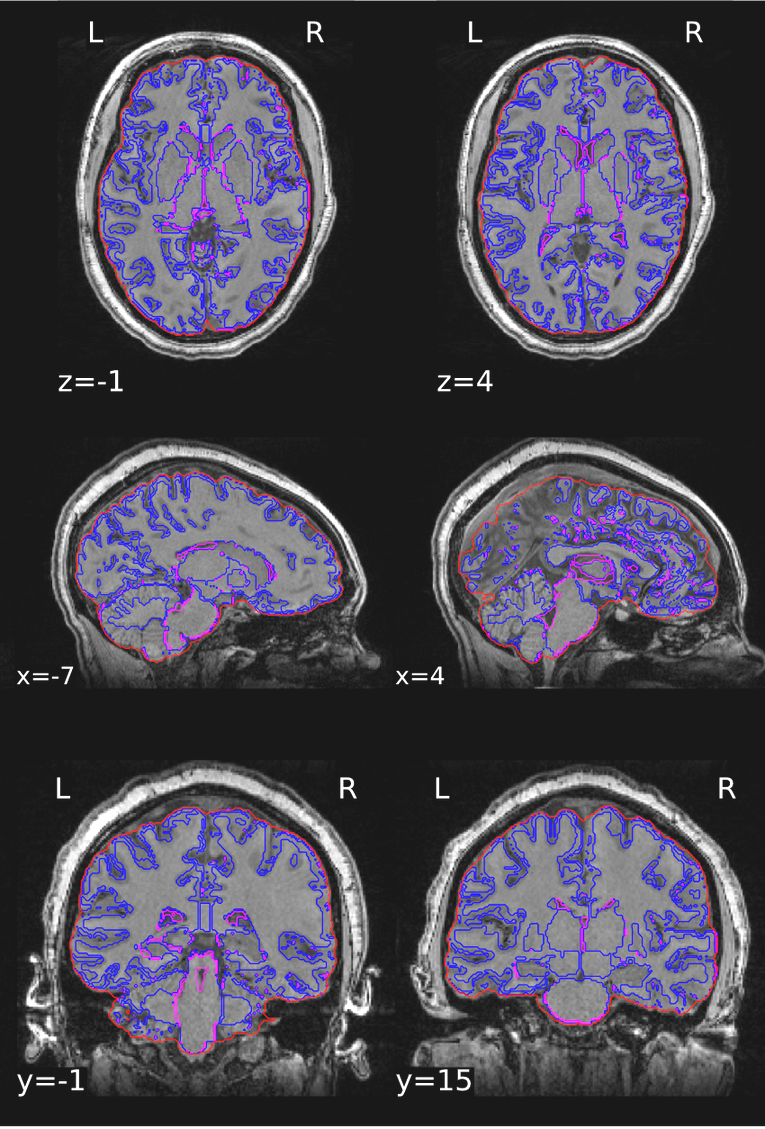 L R L R
z=-1 z=4
x=-7 x=4
L R L R
y=-1 y=15